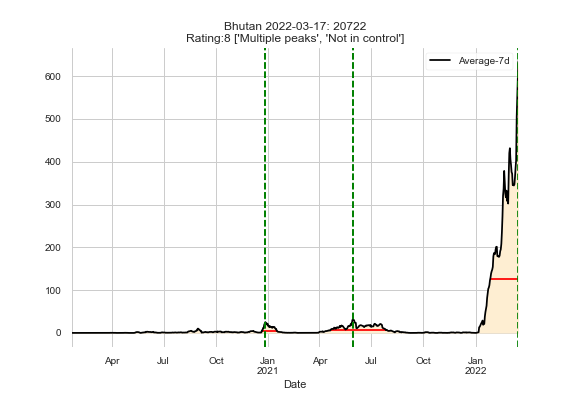 Bhutan 2022-03-17: 20722
Rating:8 ['Multiple peaks', 'Not in control']
Average-7d
600
500
400
300
200
100
0
Apr Jul Oct Jan Apr Jul Oct Jan
2021 2022
Date